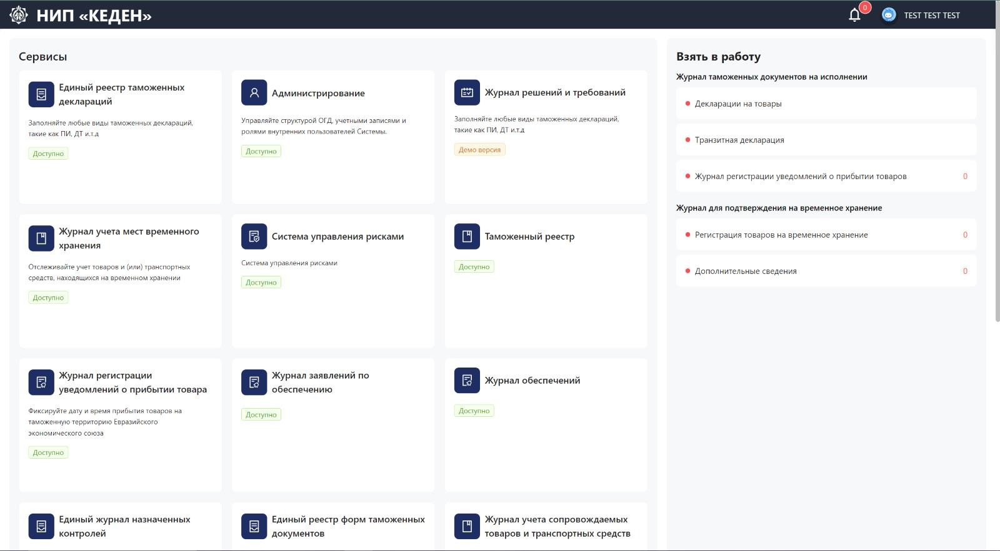 НИП «КЕДЕН»
0
TEST TEST TEST
Сервисы
Единый реестр таможенных
деклараций
Заполняйте любые виды таможенных деклараций,
такие как ПИ, ДТ и.т.д
Доступно
Администрирование
Управляйте структурой ОГД, учетными записями и
ролями внутренних пользователей Системы.
Доступно
Журнал решений и требований
Заполняйте любые виды таможенных деклараций,
такие как ПИ, ДТ и.т.д
Демо версия
Журнал учета мест временного
хранения
Отслеживайте учет товаров и (или) транспортных
средств, находящихся на временном хранении
Доступно
Система управления рисками
Система управления рисками
Доступно
Таможенный реестр
Доступно
Журнал регистрации
уведомлений о прибытии товара
Фиксируйте дату и время прибытия товаров на
таможенную территорию Евразийского
экономического союза
Доступно
Журнал заявлений по
обеспечению
Доступно
Журнал обеспечений
Доступно
Единый журнал назначенных
контролей
Единый реестр форм таможенных
документов
Журнал учета сопровождаемых
товаров и транспортных средств
Взять в работу
Журнал таможенных документов на исполнении
Декларации на товары
Транзитная декларация
Журнал регистрации уведомлений о прибытии товаров 0
Журнал для подтверждения на временное хранение
Регистрация товаров на временное хранение 0
Дополнительные сведения 0